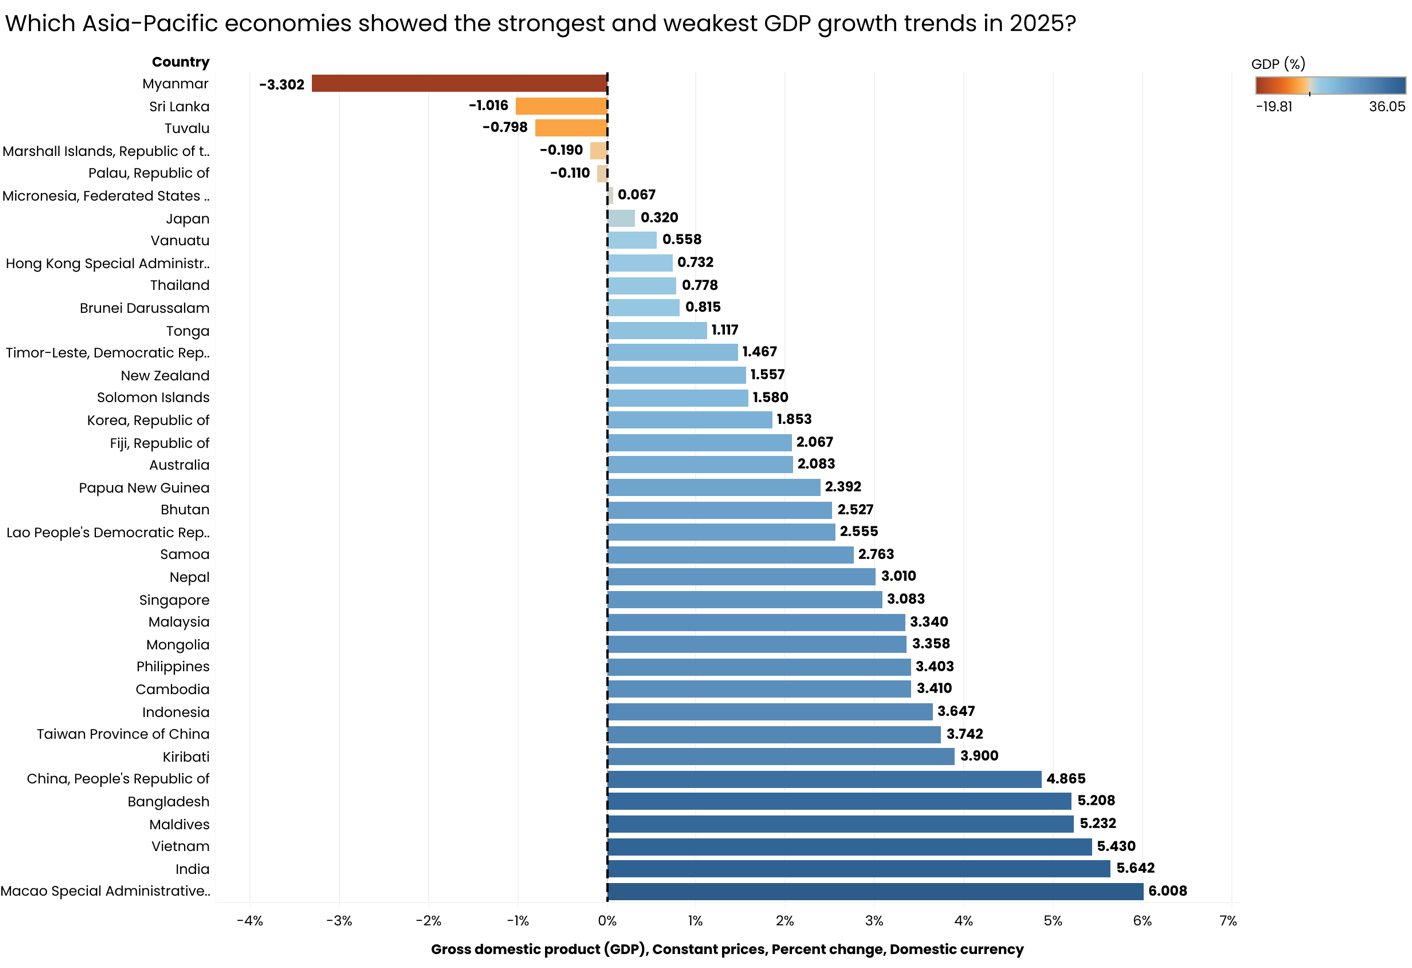 Which Asia-Pacific economies showed the strongest and weakest GDP growth trends in 2025?
Country
GDP (%)
−19.81 36.05
Myanmar −3.302
Sri Lanka −1.016
Tuvalu −0.798
Marshall Islands, Republic of t.. −0.190
Palau, Republic of −0.110
Micronesia, Federated States .. 0.067
Japan 0.320
Vanuatu 0.558
Hong Kong Special Administr.. 0.732
Thailand 0.778
Brunei Darussalam 0.815
Tonga 1.117
Timor-Leste, Democratic Rep.. 1.467
New Zealand 1.557
Solomon Islands 1.580
Korea, Republic of 1.853
Fiji, Republic of 2.067
Australia 2.083
Papua New Guinea 2.392
Bhutan 2.527
Lao People's Democratic Rep.. 2.555
Samoa 2.763
Nepal 3.010
Singapore 3.083
Malaysia 3.340
Mongolia 3.358
Philippines 3.403
Cambodia 3.410
Indonesia 3.647
Taiwan Province of China 3.742
Kiribati 3.900
China, People's Republic of 4.865
Bangladesh 5.208
Maldives 5.232
Vietnam 5.430
India 5.642
Macao Special Administrative.. 6.008
−4% −3% −2% −1% 0% 1% 2% 3% 4% 5% 6% 7%
Gross domestic product (GDP), Constant prices, Percent change, Domestic currency